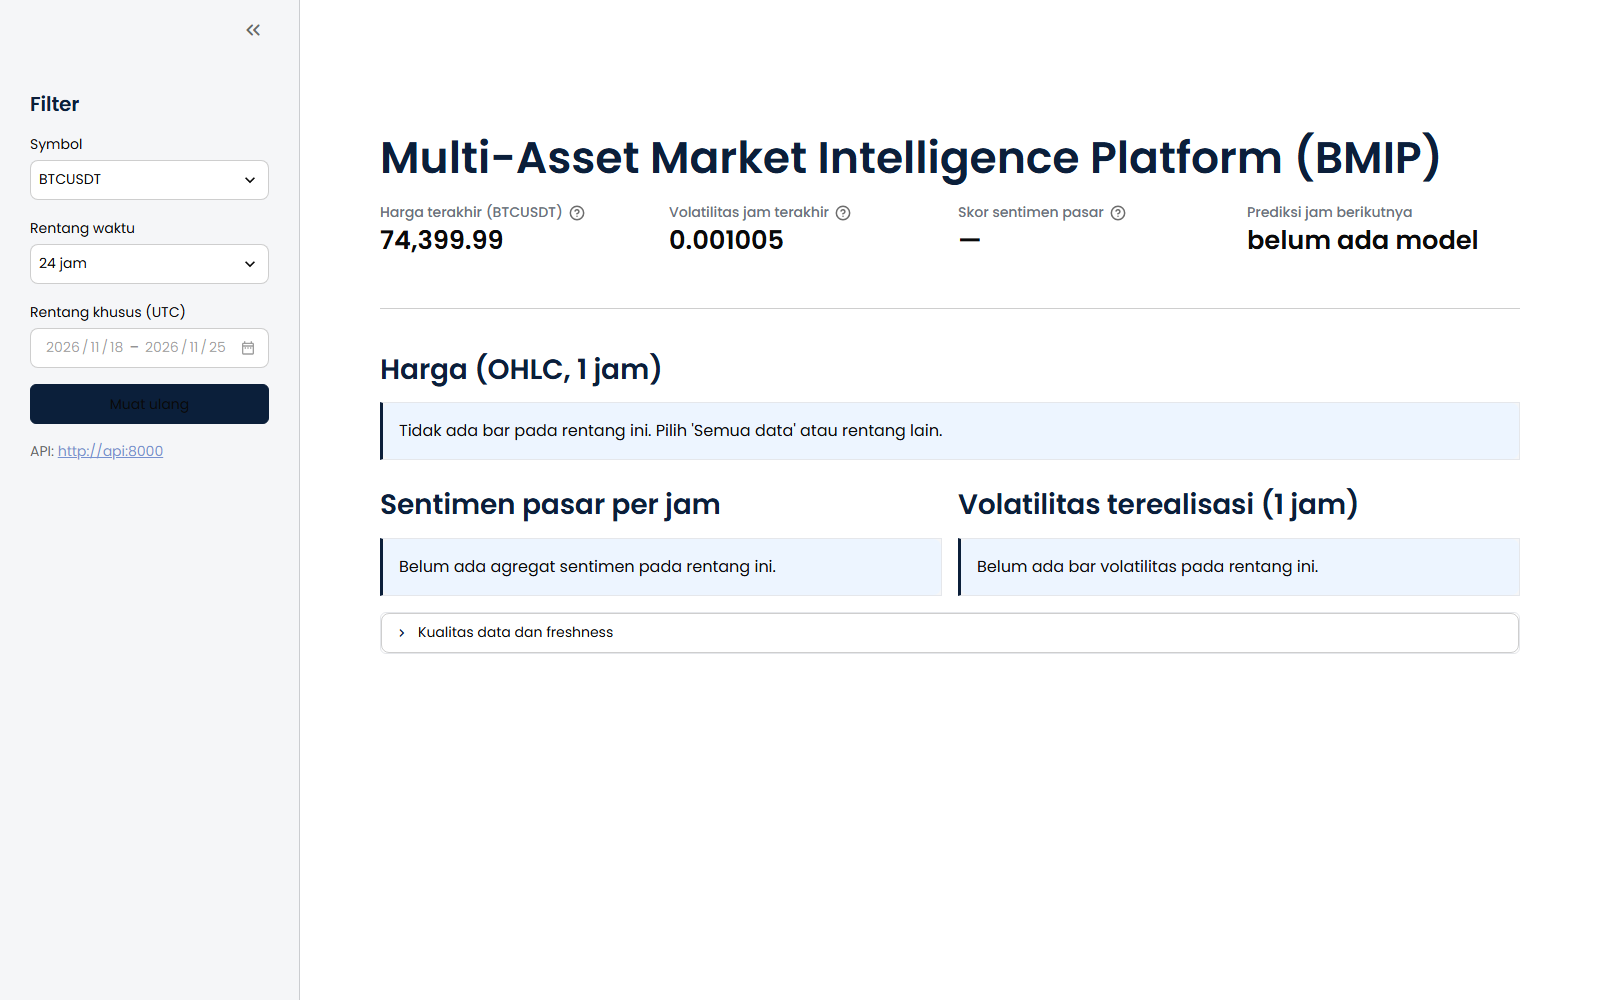 Filter
Symbol
BTCUSDT
Rentang waktu
24 jam
Rentang khusus (UTC)
2026/11/18 – 2026/11/25
Muat ulang
API: http://api:8000
Multi-Asset Market Intelligence Platform (BMIP)
Harga terakhir (BTCUSDT)
74,399.99
Volatilitas jam terakhir
0.001005
Skor sentimen pasar
—
Prediksi jam berikutnya
belum ada model
Harga (OHLC, 1 jam)
Tidak ada bar pada rentang ini. Pilih 'Semua data' atau rentang lain.
Sentimen pasar per jam
Belum ada agregat sentimen pada rentang ini.
Volatilitas terealisasi (1 jam)
Belum ada bar volatilitas pada rentang ini.
Kualitas data dan freshness